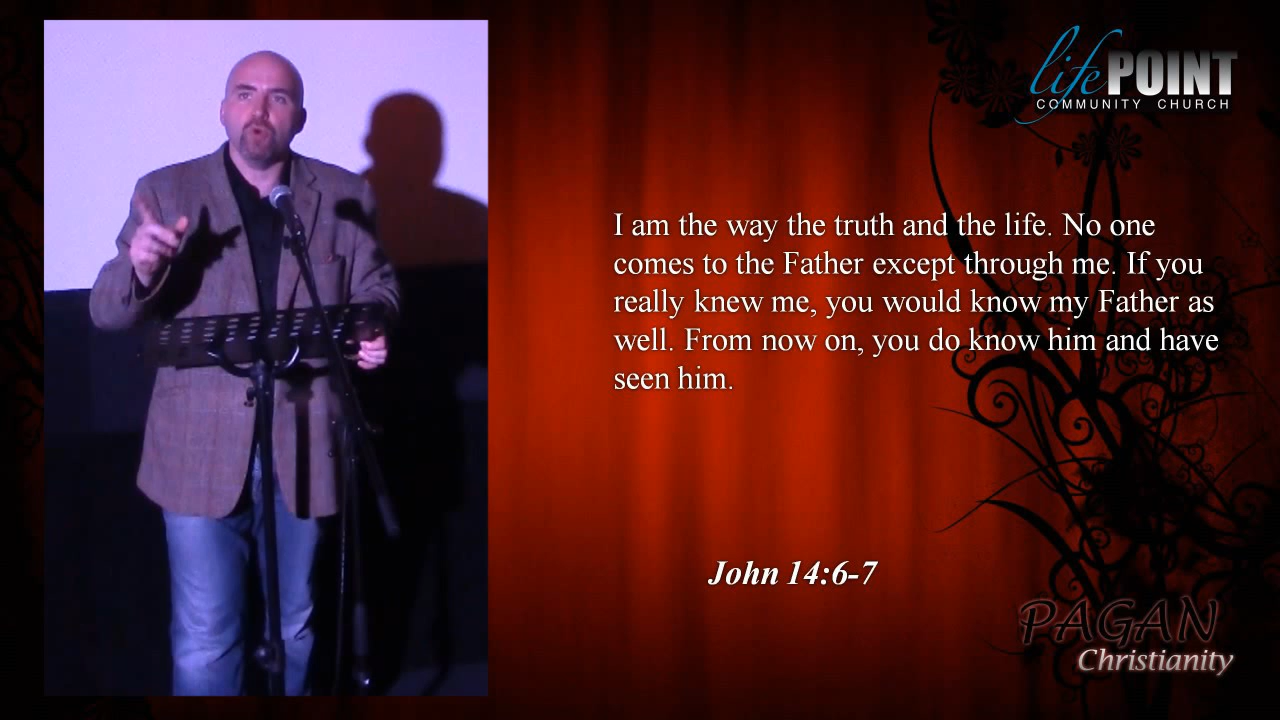 life POINT
COMMUNITY CHURCH
I am the way the truth and the life. No one
comes to the Father except through me. If you
really knew me, you would know my Father as
well. From now on, you do know him and have
seen him.
John 14:6-7
PAGAN
Christianity